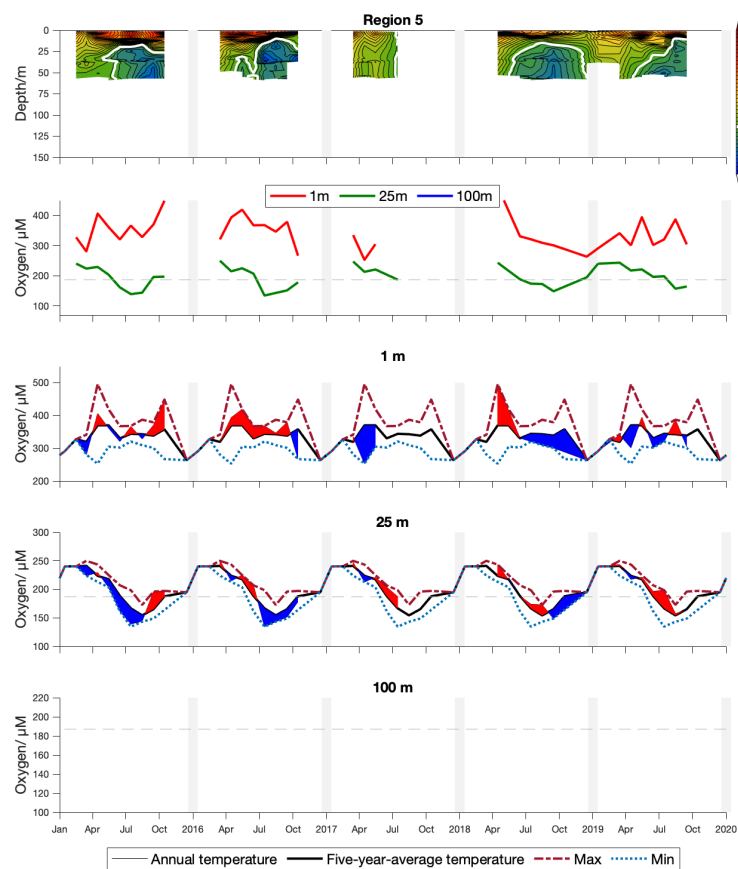 Region 5
0
25
50
75
100
125
150
Depth/m
1m 25m 100m
400
300
200
100
Oxygen/ µM
1 m
500
400
300
200
Oxygen/ µM
25 m
300
250
200
150
100
Oxygen/ µM
100 m
220
200
180
160
140
120
100
Oxygen/ µM
Jan Apr Jul Oct 2016 Apr Jul Oct 2017 Apr Jul Oct 2018 Apr Jul Oct 2019 Apr Jul Oct 2020
Annual temperature Five-year-average temperature Max Min